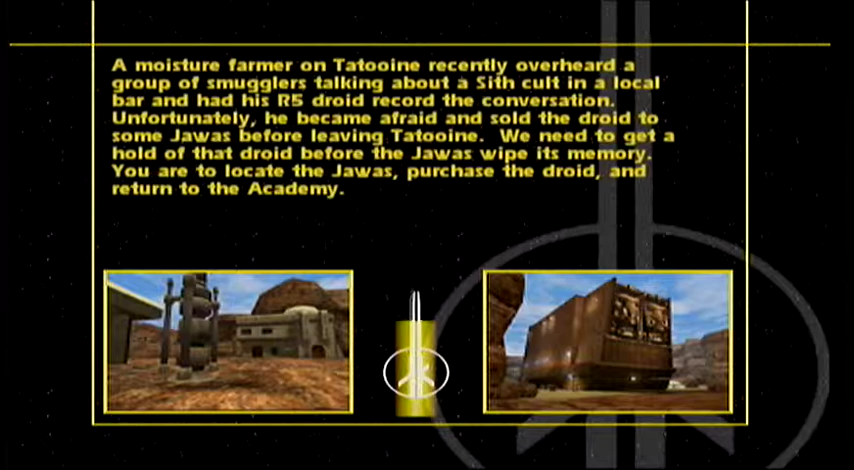 A moisture farmer on Tatooine recently overheard a
group of smugglers talking about a Sith cult in a local
bar and had his R5 droid record the conversation.
Unfortunately, he became afraid and sold the droid to
some Jawas before leaving Tatooine.  We need to get a
hold of that droid before the Jawas wipe its memory.
You are to locate the Jawas, purchase the droid, and
return to the Academy.